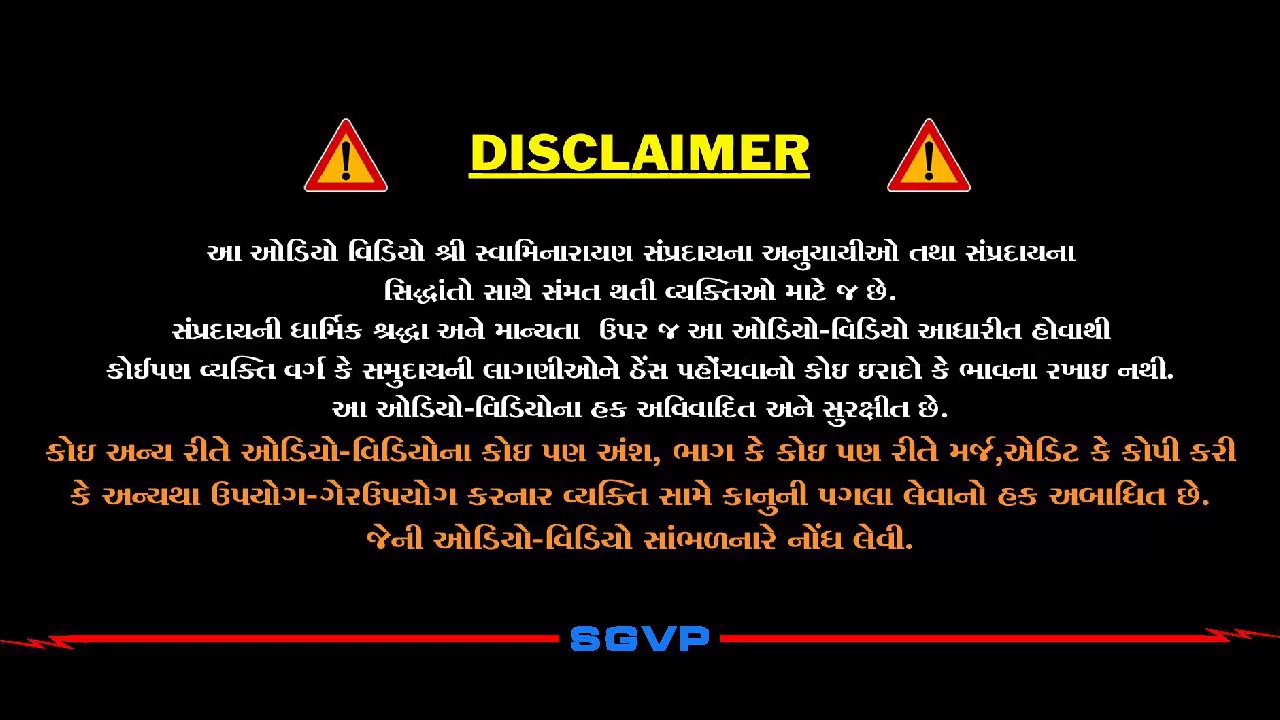 DISCLAIMER
આ ઓડિયો વિડિયો શ્રી સ્વામિનારાયણ સંપ્રદાયના અનુયાયીઓ તથા સંપ્રદાયના
સિદ્ધાંતો સાથે સંમત થતી વ્યક્તિઓ માટે જ છે.
સંપ્રદાયની ધાર્મિક શ્રદ્ધા અને માન્યતા ઉપર જ આ ઓડિયો-વિડિયો આધારીત હોવાથી
કોઈપણ વ્યક્તિ વર્ગ કે સમુદાયની લાગણીઓને ઠેંસ પહોંચવાનો કોઇ ઇરાદો કે ભાવના રખાઇ નથી.
આ ઓડિયો-વિડિયોના હક અવિવાદિત અને સુરક્ષીત છે.
કોઇ અન્ય રીતે ઓડિયો-વિડિયોના કોઇ પણ અંશ, ભાગ કે કોઇ પણ રીતે મર્જ,એડિટ કે કોપી કરી
કે અન્યથા ઉપયોગ-ગેરઉપયોગ કરનાર વ્યક્તિ સામે કાનુની પગલા લેવાનો હક અબાધિત છે.
જેની ઓડિયો-વિડિયો સાંભળનારે નોંધ લેવી.
SGVP